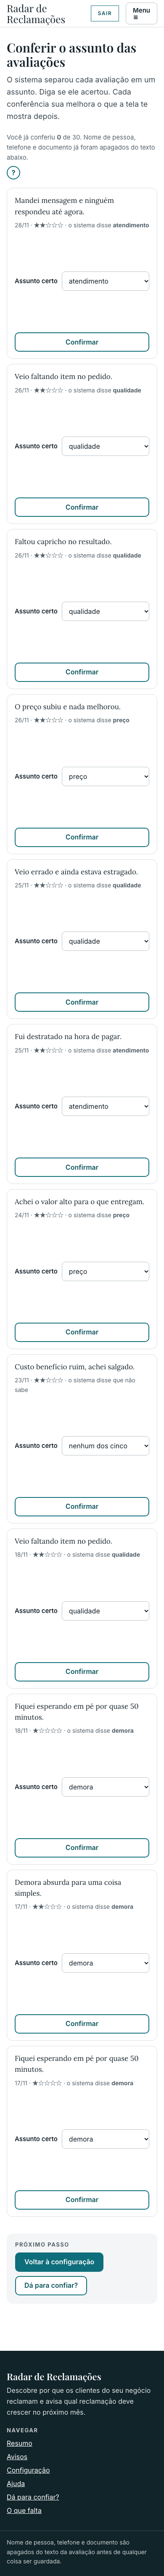 Radar de
Reclamações
SAIR
Menu
≡
Conferir o assunto das
avaliações
O sistema separou cada avaliação em um
assunto. Diga se ele acertou. Cada
conferência sua melhora o que a tela te
mostra depois.
Você já conferiu 0 de 30. Nome de pessoa,
telefone e documento já foram apagados do texto
abaixo.
?
Mandei mensagem e ninguém
respondeu até agora.
28/11 · ★★☆☆☆ · o sistema disse atendimento
Assunto certo atendimento
Confirmar
Veio faltando item no pedido.
26/11 · ★★☆☆☆ · o sistema disse qualidade
Assunto certo qualidade
Confirmar
Faltou capricho no resultado.
26/11 · ★★☆☆☆ · o sistema disse qualidade
Assunto certo qualidade
Confirmar
O preço subiu e nada melhorou.
26/11 · ★★☆☆☆ · o sistema disse preço
Assunto certo preço
Confirmar
Veio errado e ainda estava estragado.
25/11 · ★★☆☆☆ · o sistema disse qualidade
Assunto certo qualidade
Confirmar
Fui destratado na hora de pagar.
25/11 · ★★☆☆☆ · o sistema disse atendimento
Assunto certo atendimento
Confirmar
Achei o valor alto para o que entregam.
24/11 · ★★☆☆☆ · o sistema disse preço
Assunto certo preço
Confirmar
Custo benefício ruim, achei salgado.
23/11 · ★★☆☆☆ · o sistema disse que não
sabe
Assunto certo nenhum dos cinco
Confirmar
Veio faltando item no pedido.
18/11 · ★★☆☆☆ · o sistema disse qualidade
Assunto certo qualidade
Confirmar
Fiquei esperando em pé por quase 50
minutos.
18/11 · ★☆☆☆☆ · o sistema disse demora
Assunto certo demora
Confirmar
Demora absurda para uma coisa
simples.
17/11 · ★★☆☆☆ · o sistema disse demora
Assunto certo demora
Confirmar
Fiquei esperando em pé por quase 50
minutos.
17/11 · ★☆☆☆☆ · o sistema disse demora
Assunto certo demora
Confirmar
PRÓXIMO PASSO
Voltar à configuração
Dá para confiar?
Radar de Reclamações
Descubra por que os clientes do seu negócio
reclamam e avisa qual reclamação deve
crescer no próximo mês.
NAVEGAR
Resumo
Avisos
Configuração
Ajuda
Dá para confiar?
O que falta
Nome de pessoa, telefone e documento são
apagados do texto da avaliação antes de qualquer
coisa ser guardada.